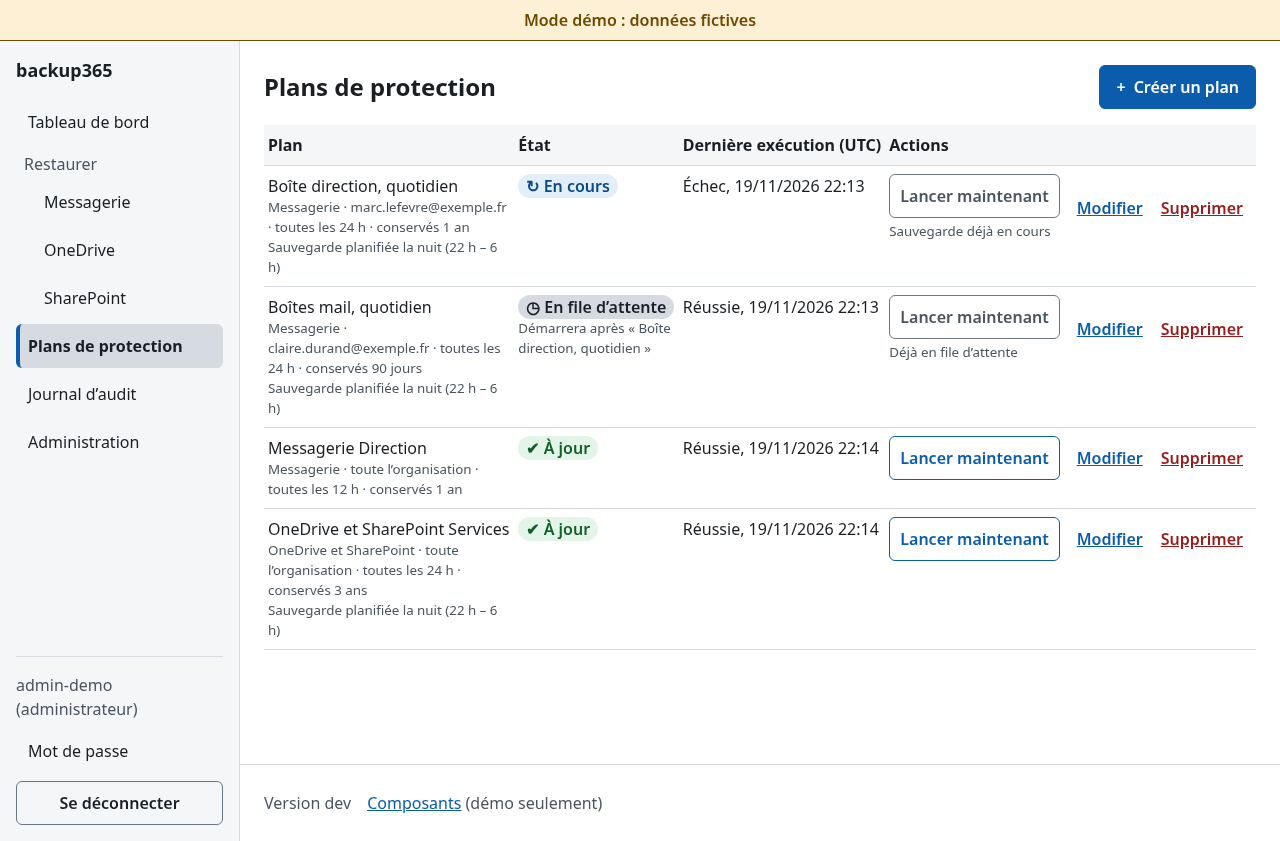 Mode démo : données fictives
backup365
Tableau de bord
Restaurer
Messagerie
OneDrive
SharePoint
Plans de protection
Journal d’audit
Administration
admin-demo
(administrateur)
Mot de passe
Se déconnecter
Plans de protection
+ Créer un plan
Plan État Dernière exécution (UTC) Actions
Boîte direction, quotidien
Messagerie · marc.lefevre@exemple.fr
· toutes les 24 h · conservés 1 an
Sauvegarde planifiée la nuit (22 h – 6
h)
↻ En cours
Échec, 19/11/2026 22:13
Lancer maintenant
Sauvegarde déjà en cours
Modifier
Supprimer
Boîtes mail, quotidien
Messagerie ·
claire.durand@exemple.fr · toutes les
24 h · conservés 90 jours
Sauvegarde planifiée la nuit (22 h – 6
h)
◷ En file d’attente
Démarrera après « Boîte
direction, quotidien »
Réussie, 19/11/2026 22:13
Lancer maintenant
Déjà en file d’attente
Modifier
Supprimer
Messagerie Direction
Messagerie · toute l’organisation ·
toutes les 12 h · conservés 1 an
✔ À jour
Réussie, 19/11/2026 22:14
Lancer maintenant
Modifier
Supprimer
OneDrive et SharePoint Services
OneDrive et SharePoint · toute
l’organisation · toutes les 24 h ·
conservés 3 ans
Sauvegarde planifiée la nuit (22 h – 6
h)
✔ À jour
Réussie, 19/11/2026 22:14
Lancer maintenant
Modifier
Supprimer
Version dev Composants (démo seulement)